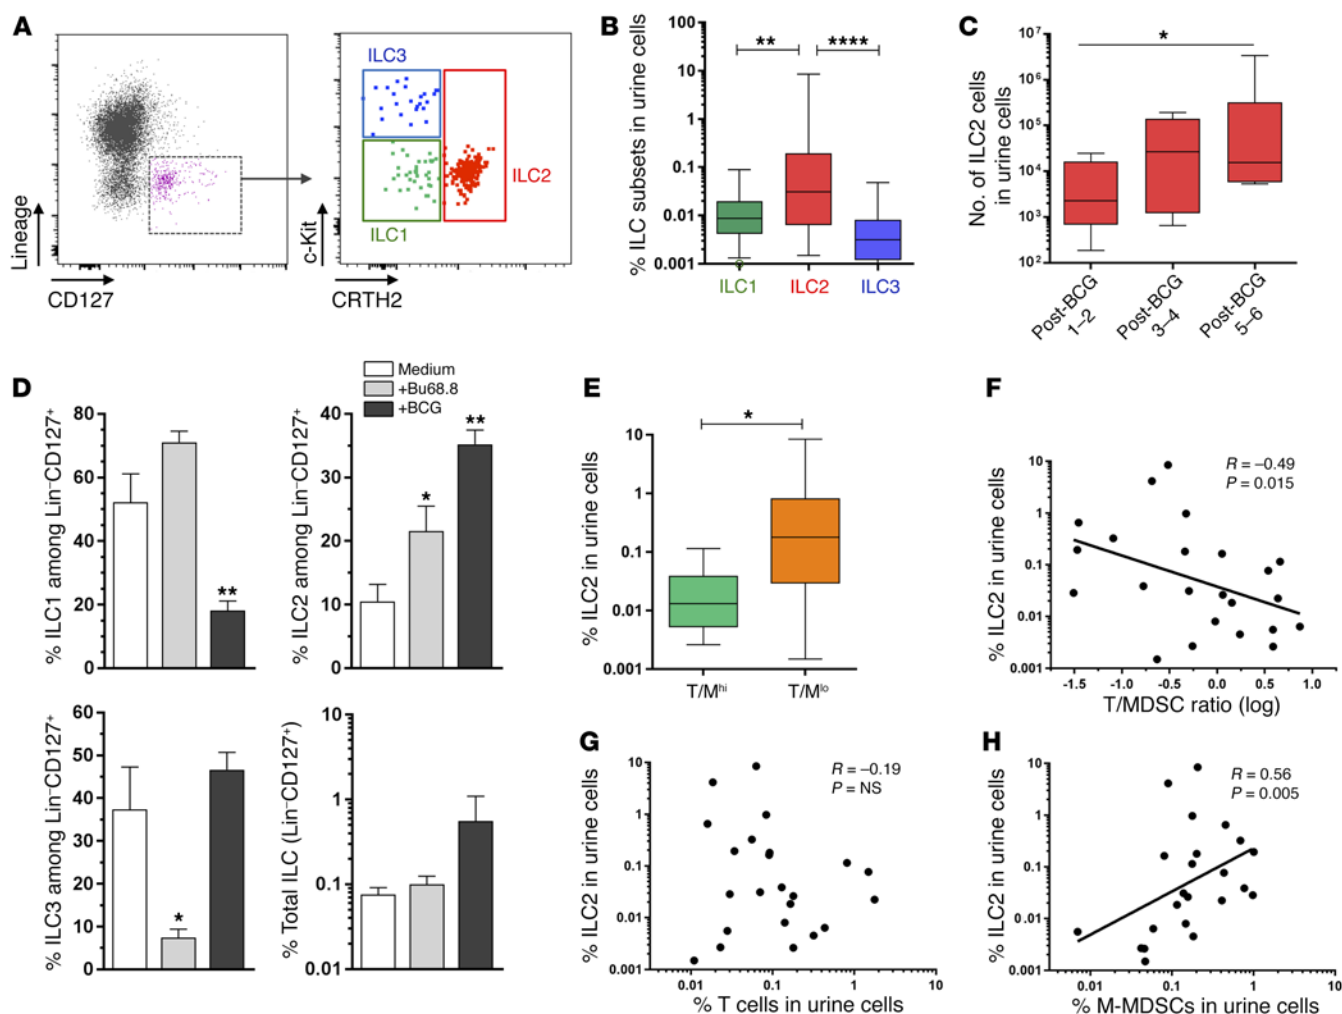 A
Lineage
CD127
ILC3
ILC2
ILC1
c-Kit
CRTH2
B
% ILC subsets in urine cells
100
10
1
0.1
0.01
0.001
**
****
ILC1
ILC2
ILC3
C
No. of ILC2 cells
in urine cells
10⁷
10⁶
10⁵
10⁴
10³
10²
*
Post-BCG
1–2
Post-BCG
3–4
Post-BCG
5–6
D
Medium
+Bu68.8
+BCG
% ILC1 among Lin⁻CD127⁺
80
60
40
20
0
**
% ILC2 among Lin⁻CD127⁺
40
30
20
10
0
*
**
% ILC3 among Lin⁻CD127⁺
60
50
40
30
20
10
0
*
% Total ILC (Lin⁻CD127⁺)
10
1
0.1
0.01
E
% ILC2 in urine cells
10
1
0.1
0.01
0.001
*
T/Mʰⁱ
T/Mˡᵒ
F
% ILC2 in urine cells
10
1
0.1
0.01
0.001
R = –0.49
P = 0.015
-1.5
-1.0
-0.5
0.0
0.5
1.0
T/MDSC ratio (log)
G
% ILC2 in urine cells
10
1
0.1
0.01
0.001
R = –0.19
P = NS
0.01
0.1
1
10
% T cells in urine cells
H
% ILC2 in urine cells
10
1
0.1
0.01
0.001
R = 0.56
P = 0.005
0.01
0.1
1
10
% M-MDSCs in urine cells